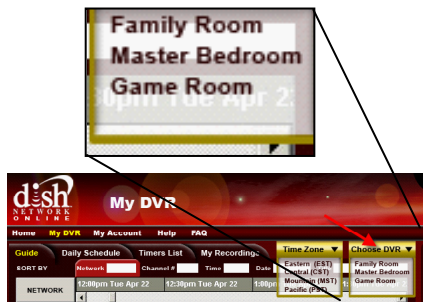 Family Room
Master Bedroom
Game Room
30pm Tue Apr 22
dish
NETWORK
ONLINE
My DVR
Home My DVR My Account Help FAQ
Guide Daily Schedule Timers List My Recordings
Time Zone Choose DVR
Eastern (EST)
Central (CST)
Mountain (MST)
Pacific (PST)
Family Room
Master Bedroom
Game Room
SORT BY Network Channel # Time Date
NETWORK 12:00pm Tue Apr 22 12:30pm Tue Apr 22 1:00p